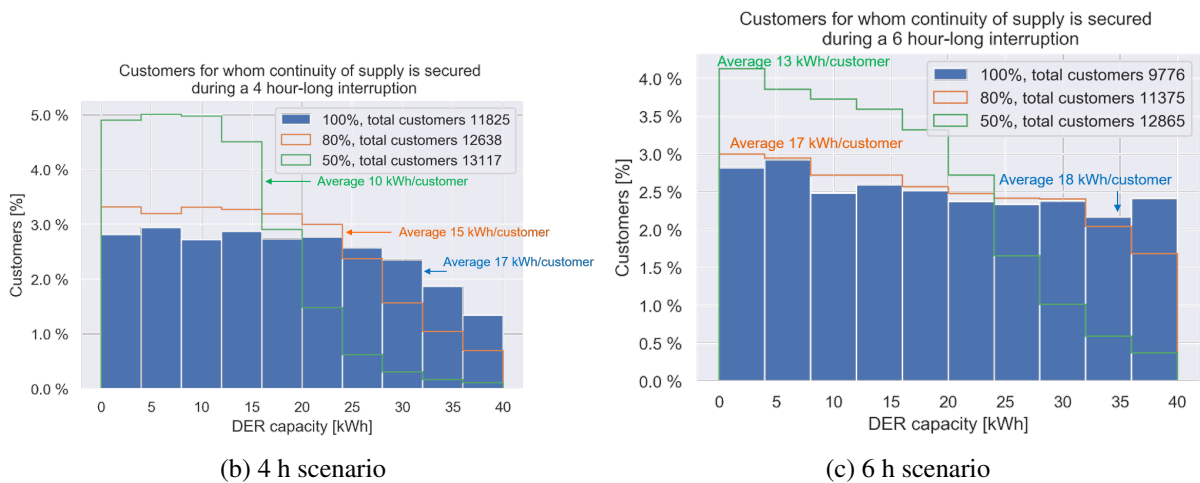 Customers for whom continuity of supply is secured
during a 4 hour-long interruption
5.0 %
4.0 %
3.0 %
2.0 %
1.0 %
0.0 %
Customers [%]
100%, total customers 11825
80%, total customers 12638
50%, total customers 13117
Average 10 kWh/customer
Average 15 kWh/customer
Average 17 kWh/customer
0 5 10 15 20 25 30 35 40
DER capacity [kWh]
(b) 4 h scenario
Customers for whom continuity of supply is secured
during a 6 hour-long interruption
4.0 %
3.5 %
3.0 %
2.5 %
2.0 %
1.5 %
1.0 %
0.5 %
0.0 %
Customers [%]
Average 13 kWh/customer
100%, total customers 9776
80%, total customers 11375
50%, total customers 12865
Average 17 kWh/customer
Average 18 kWh/customer
0 5 10 15 20 25 30 35 40
DER capacity [kWh]
(c) 6 h scenario